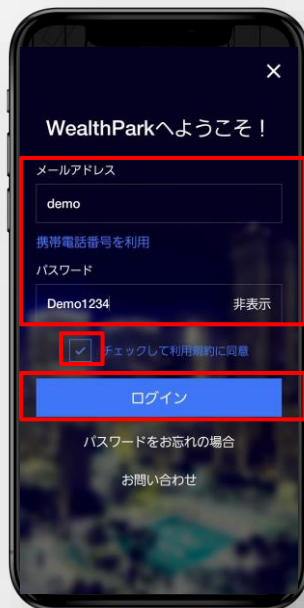 ×
WealthParkへようこそ！
メールアドレス
demo
携帯電話番号を利用
パスワード
Demo1234 非表示
チェックして利用規約に同意
ログイン
パスワードをお忘れの場合
お問い合わせ